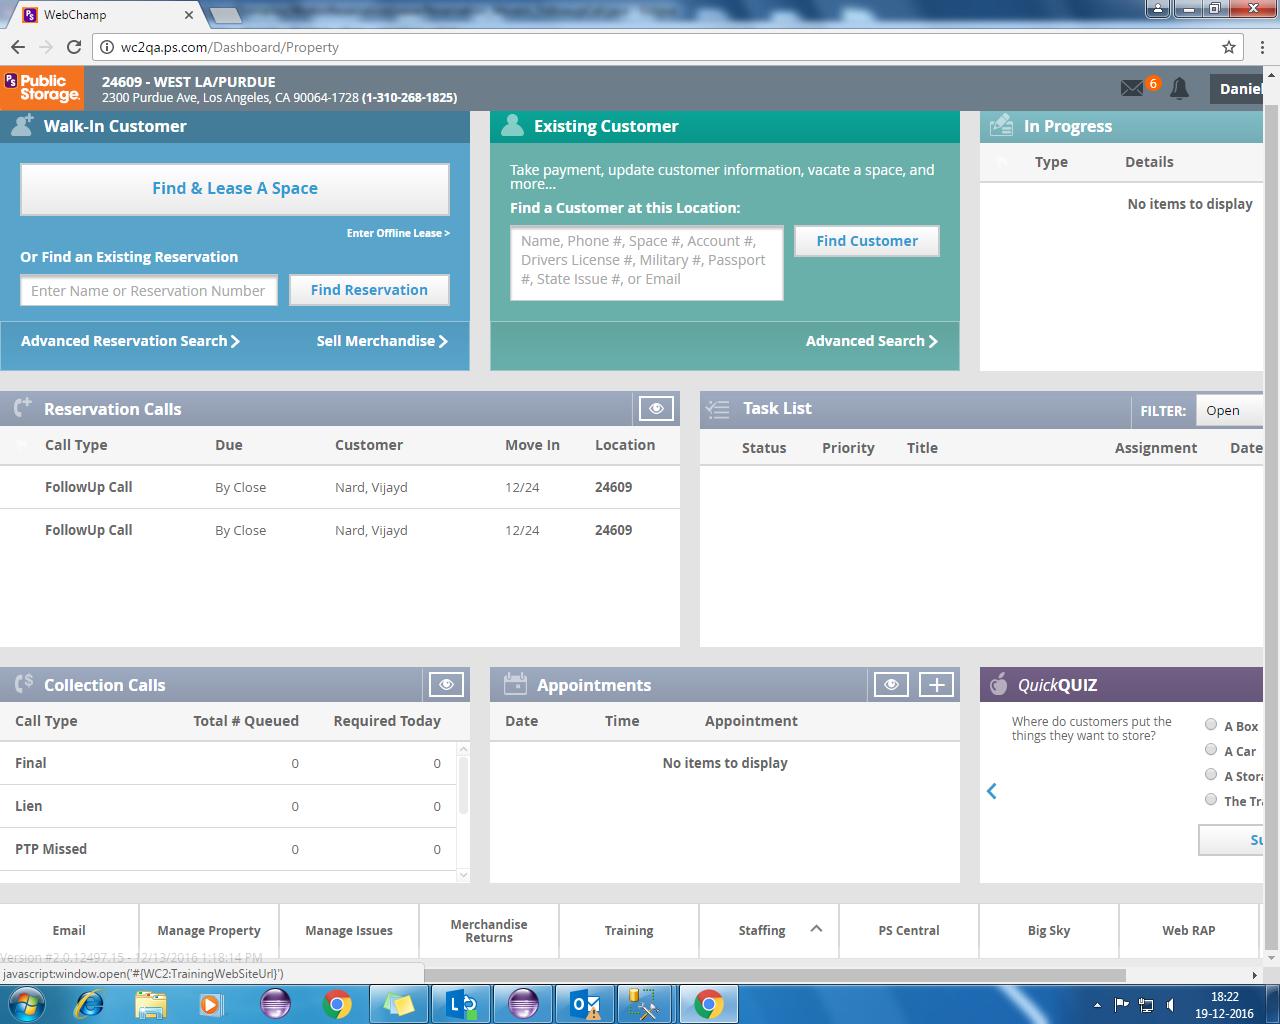 WebChamp
wc2qa.ps.com/Dashboard/Property
Public
Storage
24609 - WEST LA/PURDUE
2300 Purdue Ave, Los Angeles, CA 90064-1728 (1-310-268-1825)
6
Daniel
Walk-In Customer
Find & Lease A Space
Enter Offline Lease >
Or Find an Existing Reservation
Enter Name or Reservation Number
Find Reservation
Advanced Reservation Search
Sell Merchandise
Existing Customer
Take payment, update customer information, vacate a space, and
more...
Find a Customer at this Location:
Name, Phone #, Space #, Account #,
Drivers License #, Military #, Passport
#, State Issue #, or Email
Find Customer
Advanced Search
In Progress
Type Details
No items to display
Reservation Calls
Call Type Due Customer Move In Location
FollowUp Call By Close Nard, Vijayd 12/24 24609
FollowUp Call By Close Nard, Vijayd 12/24 24609
Task List
FILTER: Open
Status Priority Title Assignment Date
Collection Calls
Call Type Total # Queued Required Today
Final 0 0
Lien 0 0
PTP Missed 0 0
Appointments
Date Time Appointment
No items to display
QuickQUIZ
Where do customers put the
things they want to store?
A Box
A Car
A Stora
The Tra
Su
Email
Manage Property
Manage Issues
Merchandise
Returns
Training
Staffing
PS Central
Big Sky
Web RAP
Version #2.0.12497.15 - 12/13/2016 1:18:14 PM
javascript:window.open('#{WC2:TrainingWebSiteUrl}')
18:22
19-12-2016